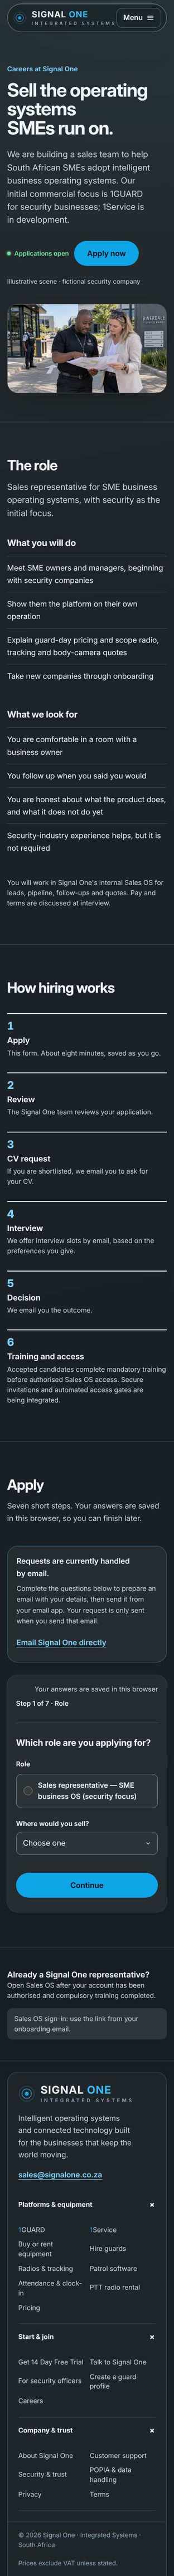 SIGNAL ONE
INTEGRATED SYSTEMS
Menu
Careers at Signal One
Sell the operating
systems
SMEs run on.
We are building a sales team to help
South African SMEs adopt intelligent
business operating systems. Our
initial commercial focus is 1GUARD
for security businesses; 1Service is
in development.
Applications open
Apply now
Illustrative scene · fictional security company
The role
Sales representative for SME business
operating systems, with security as the
initial focus.
What you will do
Meet SME owners and managers, beginning
with security companies
Show them the platform on their own
operation
Explain guard-day pricing and scope radio,
tracking and body-camera quotes
Take new companies through onboarding
What we look for
You are comfortable in a room with a
business owner
You follow up when you said you would
You are honest about what the product does,
and what it does not do yet
Security-industry experience helps, but it is
not required
You will work in Signal One's internal Sales OS for
leads, pipeline, follow-ups and quotes. Pay and
terms are discussed at interview.
How hiring works
1
Apply
This form. About eight minutes, saved as you go.
2
Review
The Signal One team reviews your application.
3
CV request
If you are shortlisted, we email you to ask for
your CV.
4
Interview
We offer interview slots by email, based on the
preferences you give.
5
Decision
We email you the outcome.
6
Training and access
Accepted candidates complete mandatory training
before authorised Sales OS access. Secure
invitations and automated access gates are
being integrated.
Apply
Seven short steps. Your answers are saved
in this browser, so you can finish later.
Requests are currently handled
by email.
Complete the questions below to prepare an
email with your details, then send it from
your email app. Your request is only sent
when you send that email.
Email Signal One directly
Your answers are saved in this browser
Step 1 of 7 · Role
Which role are you applying for?
Role
Sales representative — SME
business OS (security focus)
Where would you sell?
Choose one
Continue
Already a Signal One representative?
Open Sales OS after your account has been
authorised and compulsory training completed.
Sales OS sign-in: use the link from your
onboarding email.
SIGNAL ONE
INTEGRATED SYSTEMS
Intelligent operating systems
and connected technology built
for the businesses that keep the
world moving.
sales@signalone.co.za
Platforms & equipment
1GUARD
1Service
Buy or rent
equipment
Hire guards
Radios & tracking
Patrol software
Attendance & clock-
in
PTT radio rental
Pricing
Start & join
Get 14 Day Free Trial
Talk to Signal One
For security officers
Create a guard
profile
Careers
Company & trust
About Signal One
Customer support
Security & trust
POPIA & data
handling
Privacy
Terms
© 2026 Signal One · Integrated Systems ·
South Africa
Prices exclude VAT unless stated.